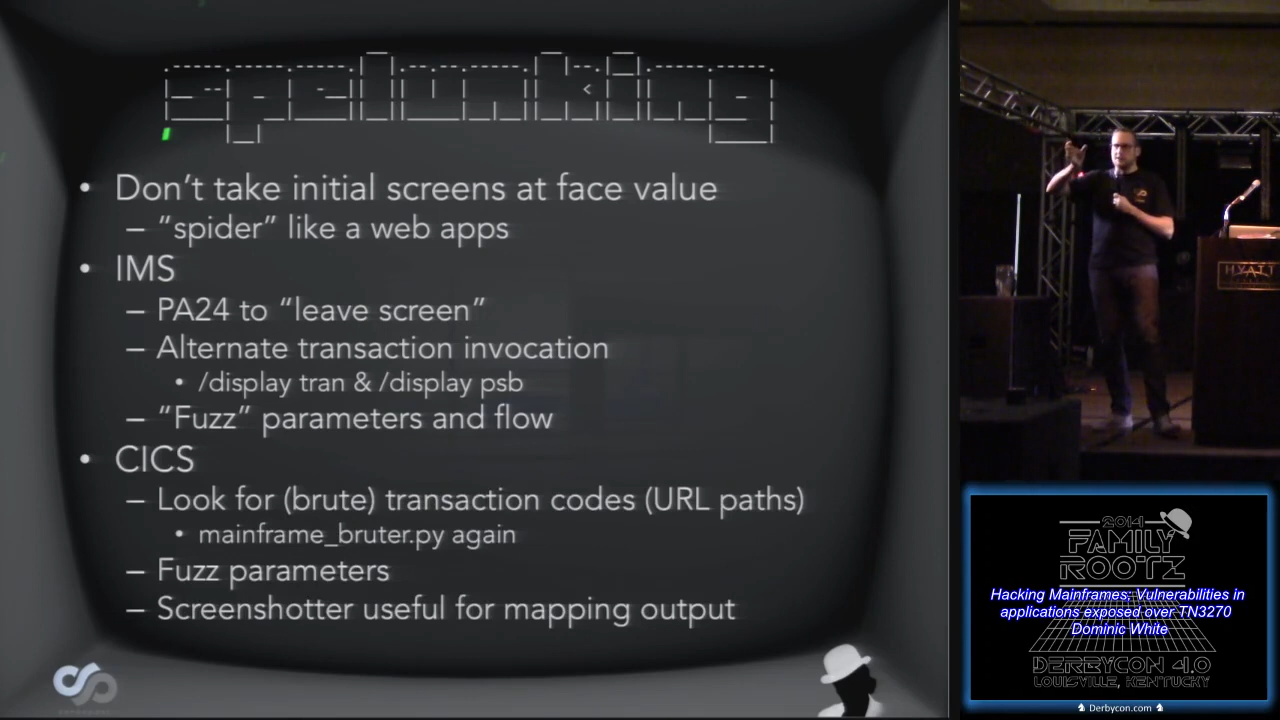 spelunking
• Don’t take initial screens at face value
– “spider” like a web apps
• IMS
– PA24 to “leave screen”
– Alternate transaction invocation
• /display tran & /display psb
– “Fuzz” parameters and flow
• CICS
– Look for (brute) transaction codes (URL paths)
• mainframe_bruter.py again
– Fuzz parameters
– Screenshotter useful for mapping output
HYATT
2014
FAMILY
ROOTZ
Hacking Mainframes; Vulnerabilities in
applications exposed over TN3270
Dominic White
DERBYCON 4.0
LOUISVILLE, KENTUCKY
Derbycon.com